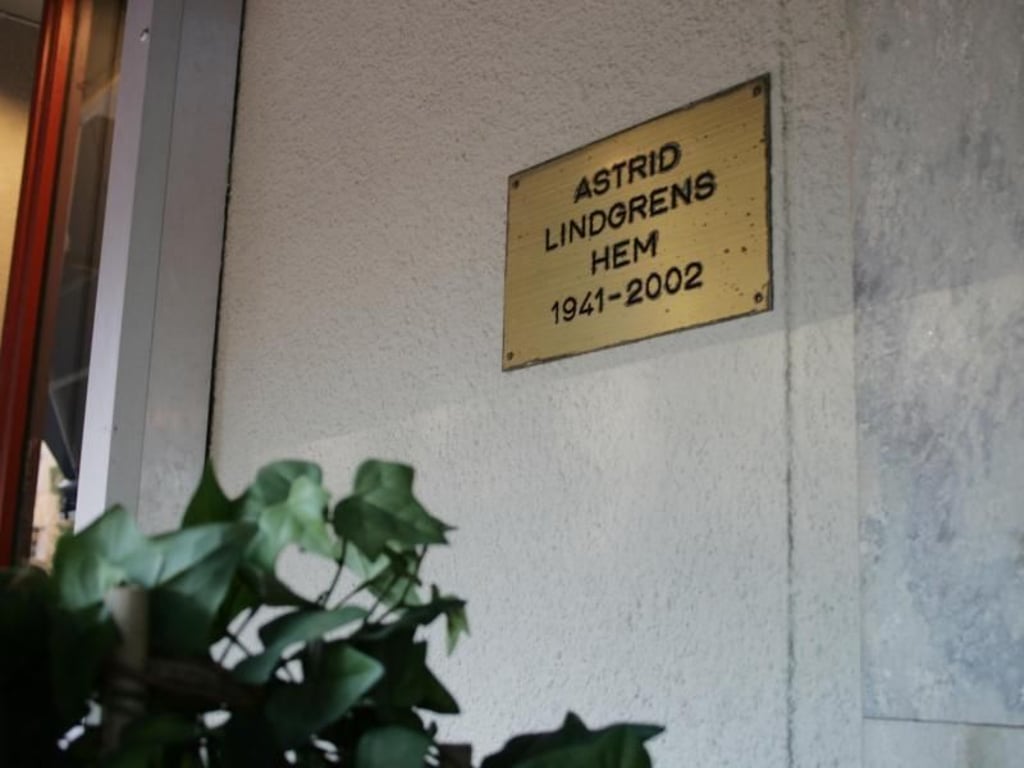 ASTRID
LINDGRENS
HEM
1941-2002